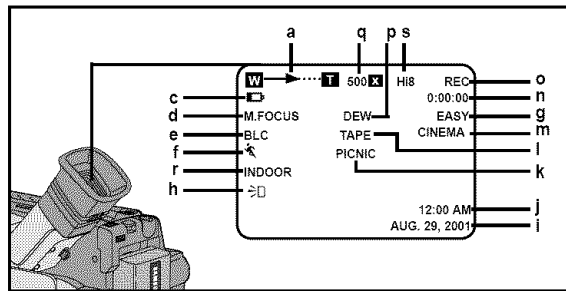 a q p s
W T 500 X Hi8 REC o
c 0:00:00 n
d M.FOCUS DEW EASY g
e BLC TAPE CINEMA m
f PICNIC l
r INDOOR k
h
12:00 AM j
AUG. 29, 2001 i